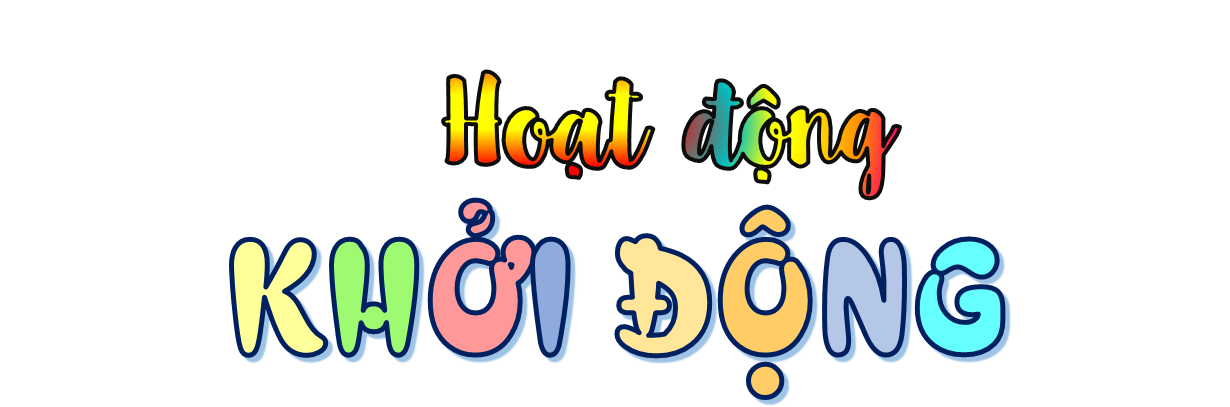 Hoạt động
KHỞI ĐỘNG